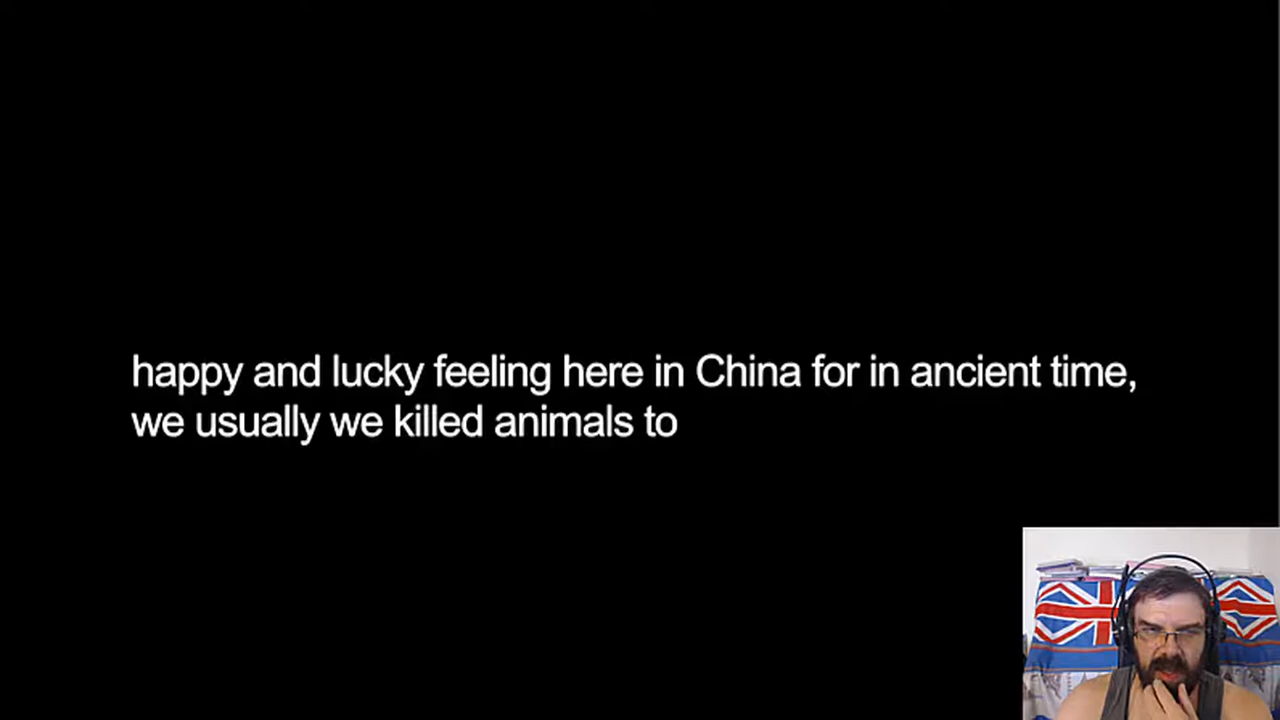 happy and lucky feeling here in China for in ancient time,
we usually we killed animals to